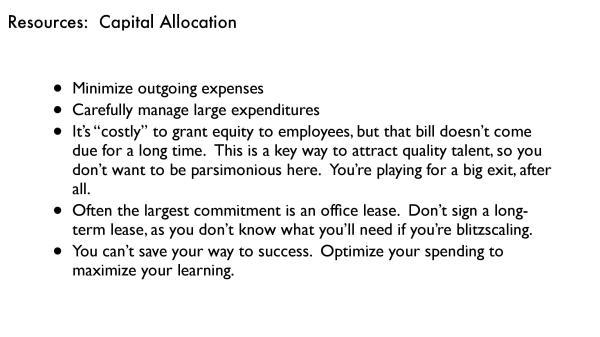 Resources:  Capital Allocation
• Minimize outgoing expenses
• Carefully manage large expenditures
• It's “costly” to grant equity to employees, but that bill doesn't come
due for a long time.  This is a key way to attract quality talent, so you
don't want to be parsimonious here.  You're playing for a big exit, after
all.
• Often the largest commitment is an office lease.  Don't sign a long-
term lease, as you don't know what you'll need if you're blitzscaling.
• You can't save your way to success.  Optimize your spending to
maximize your learning.